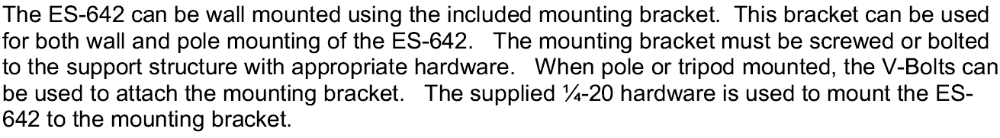 The ES-642 can be wall mounted using the included mounting bracket.  This bracket can be used
for both wall and pole mounting of the ES-642.   The mounting bracket must be screwed or bolted
to the support structure with appropriate hardware.   When pole or tripod mounted, the V-Bolts can
be used to attach the mounting bracket.   The supplied ¼-20 hardware is used to mount the ES-
642 to the mounting bracket.